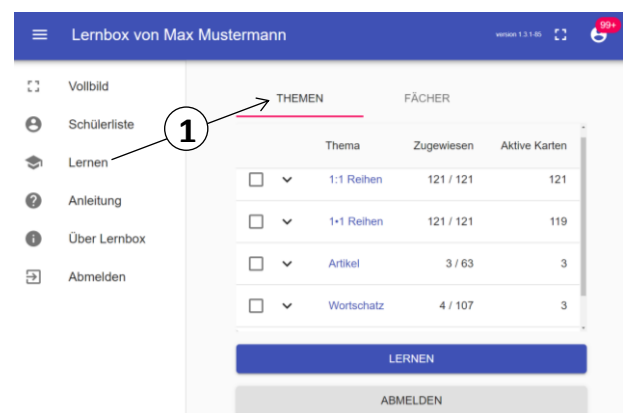 Lernbox von Max Mustermann
version 1.3.1-85
99+
Vollbild
Schülerliste
Lernen
Anleitung
Über Lernbox
Abmelden
1
THEMEN FÄCHER
Thema Zugewiesen Aktive Karten
1:1 Reihen 121 / 121 121
1•1 Reihen 121 / 121 119
Artikel 3 / 63 3
Wortschatz 4 / 107 3
LERNEN
ABMELDEN